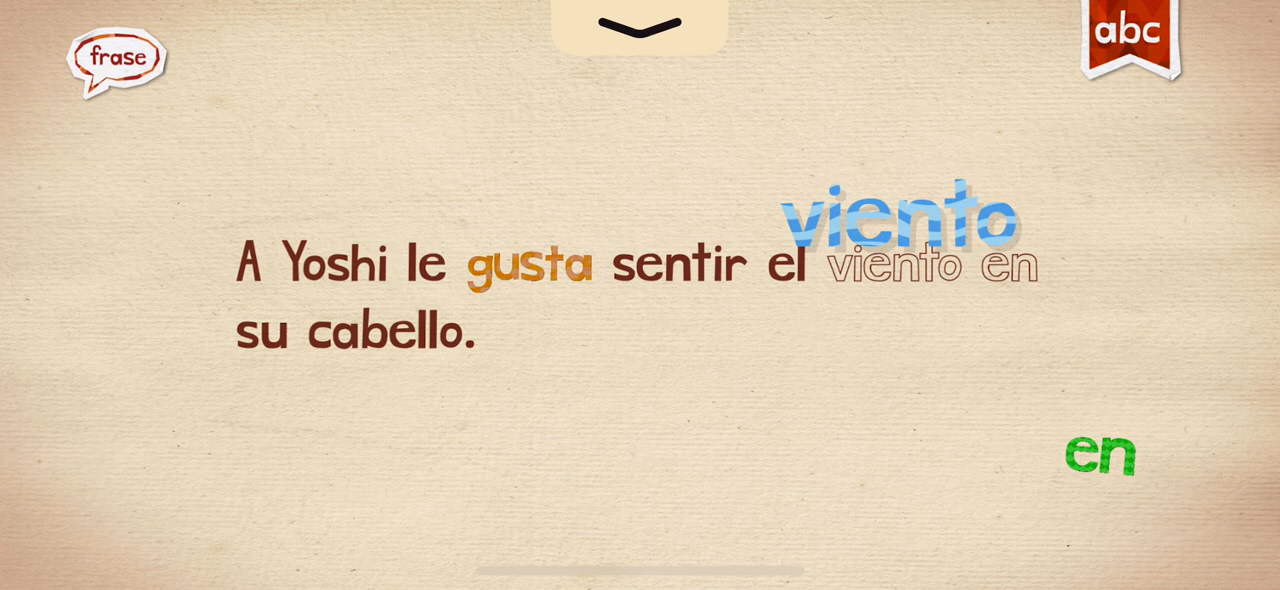 frase
abc
viento
A Yoshi le gusta sentir el viento en
su cabello.
en